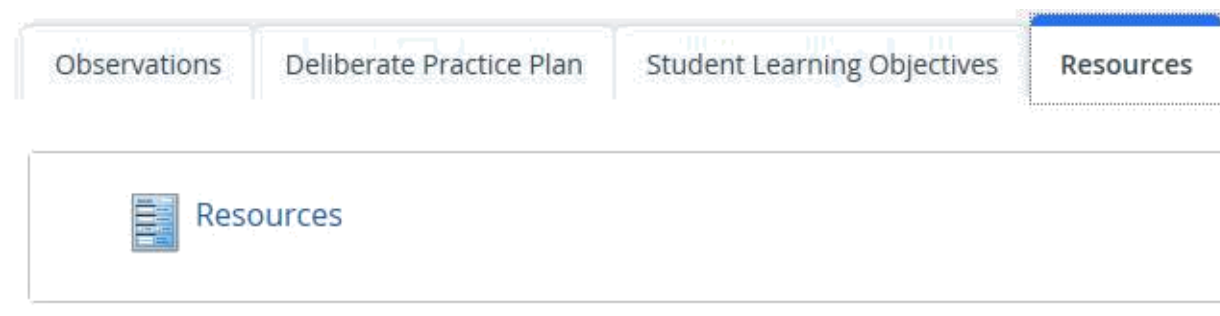 Observations Deliberate Practice Plan Student Learning Objectives Resources
Resources